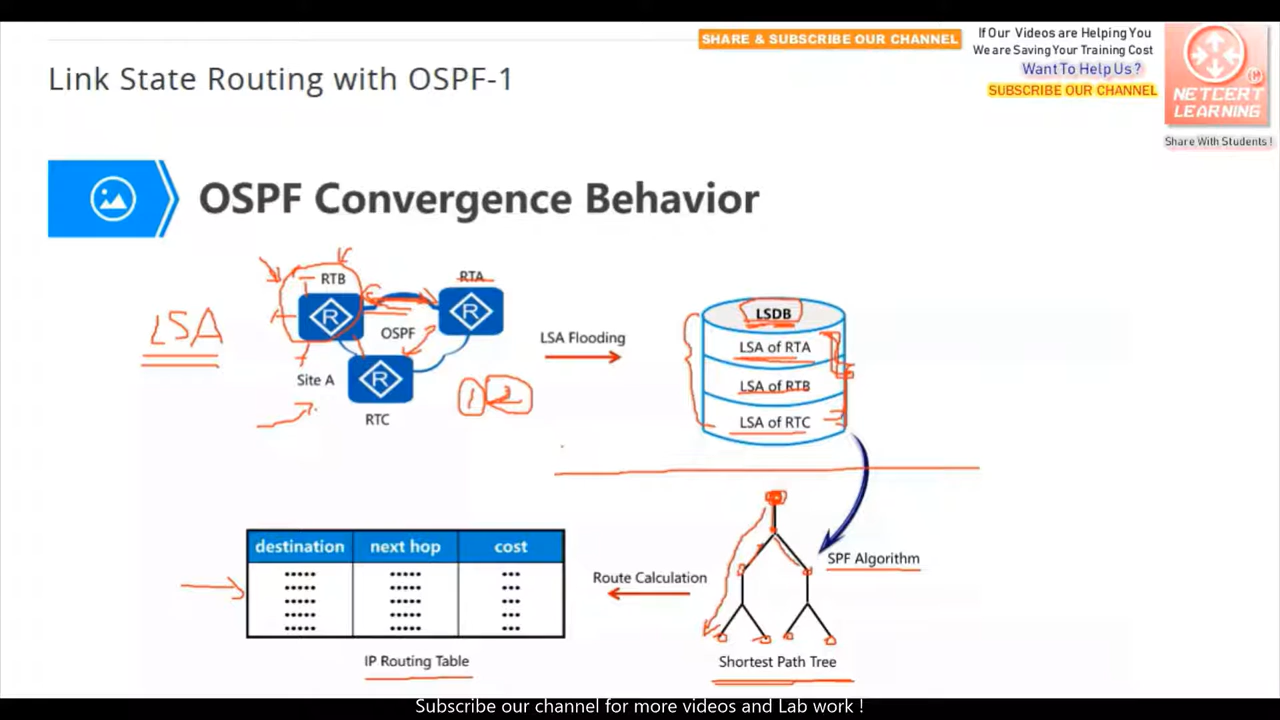 SHARE & SUBSCRIBE OUR CHANNEL
If Our Videos are Helping You
We are Saving Your Training Cost
Want To Help Us ?
SUBSCRIBE OUR CHANNEL
NETCERT
LEARNING
Share With Students !
Link State Routing with OSPF-1
OSPF Convergence Behavior
RTB
RTA
R
R
LSA
OSPF
LSA Flooding
Site A
R
RTC
1
2
LSDB
LSA of RTA
LSA of RTB
LSA of RTC
SPF Algorithm
Shortest Path Tree
Route Calculation
destination next hop cost
IP Routing Table
Subscribe our channel for more videos and Lab work !